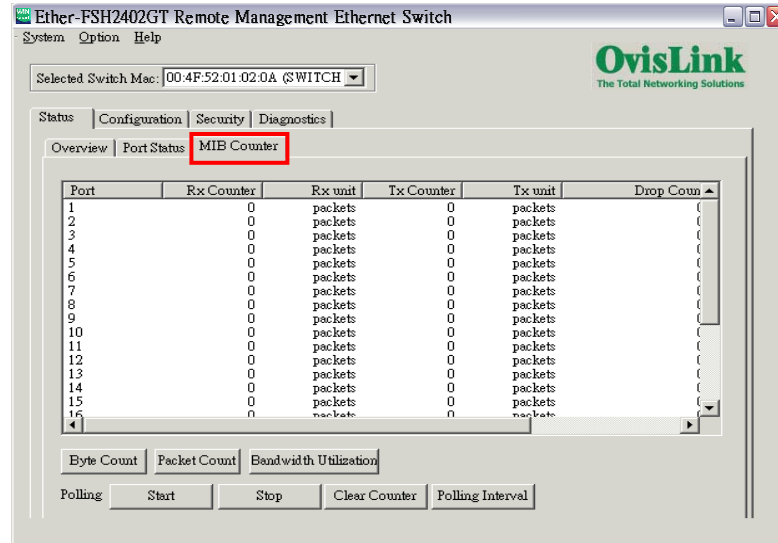 Ether-FSH2402GT Remote Management Ethernet Switch
System Option Help
OvisLink
The Total Networking Solutions
Selected Switch Mac: 00:4F:52:01:02:0A (SWITCH
Status Configuration Security Diagnostics
Overview Port Status MIB Counter
Port Rx Counter Rx unit Tx Counter Tx unit Drop Coun
1 0 packets 0 packets
2 0 packets 0 packets
3 0 packets 0 packets
4 0 packets 0 packets
5 0 packets 0 packets
6 0 packets 0 packets
7 0 packets 0 packets
8 0 packets 0 packets
9 0 packets 0 packets
10 0 packets 0 packets
11 0 packets 0 packets
12 0 packets 0 packets
13 0 packets 0 packets
14 0 packets 0 packets
15 0 packets 0 packets
16 0 packets 0 packets
Byte Count Packet Count Bandwidth Utilization
Polling Start Stop Clear Counter Polling Interval